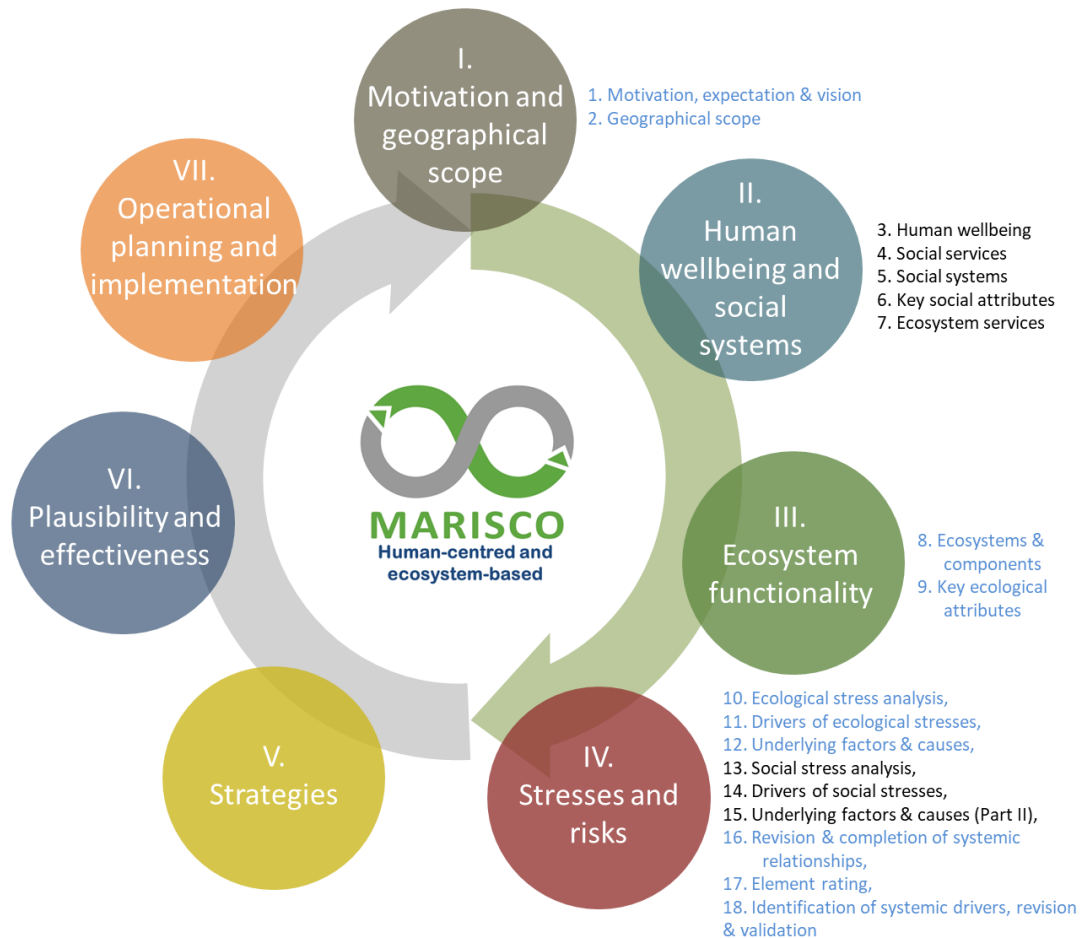 I.
Motivation and
geographical
scope
1. Motivation, expectation & vision
2. Geographical scope
II.
Human
wellbeing and
social
systems
3. Human wellbeing
4. Social services
5. Social systems
6. Key social attributes
7. Ecosystem services
III.
Ecosystem
functionality
8. Ecosystems &
components
9. Key ecological
attributes
IV.
Stresses and
risks
10. Ecological stress analysis,
11. Drivers of ecological stresses,
12. Underlying factors & causes,
13. Social stress analysis,
14. Drivers of social stresses,
15. Underlying factors & causes (Part II),
16. Revision & completion of systemic
relationships,
17. Element rating,
18. Identification of systemic drivers, revision
& validation
V.
Strategies
VI.
Plausibility and
effectiveness
VII.
Operational
planning and
implementation
MARISCO
Human-centred and
ecosystem-based